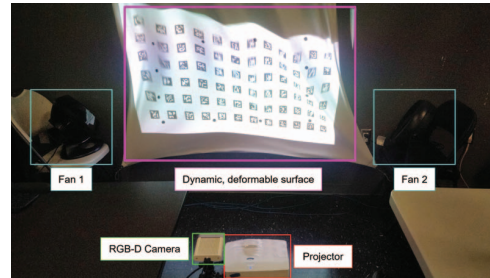 Fan 1
Dynamic, deformable surface
Fan 2
RGB-D Camera
Projector